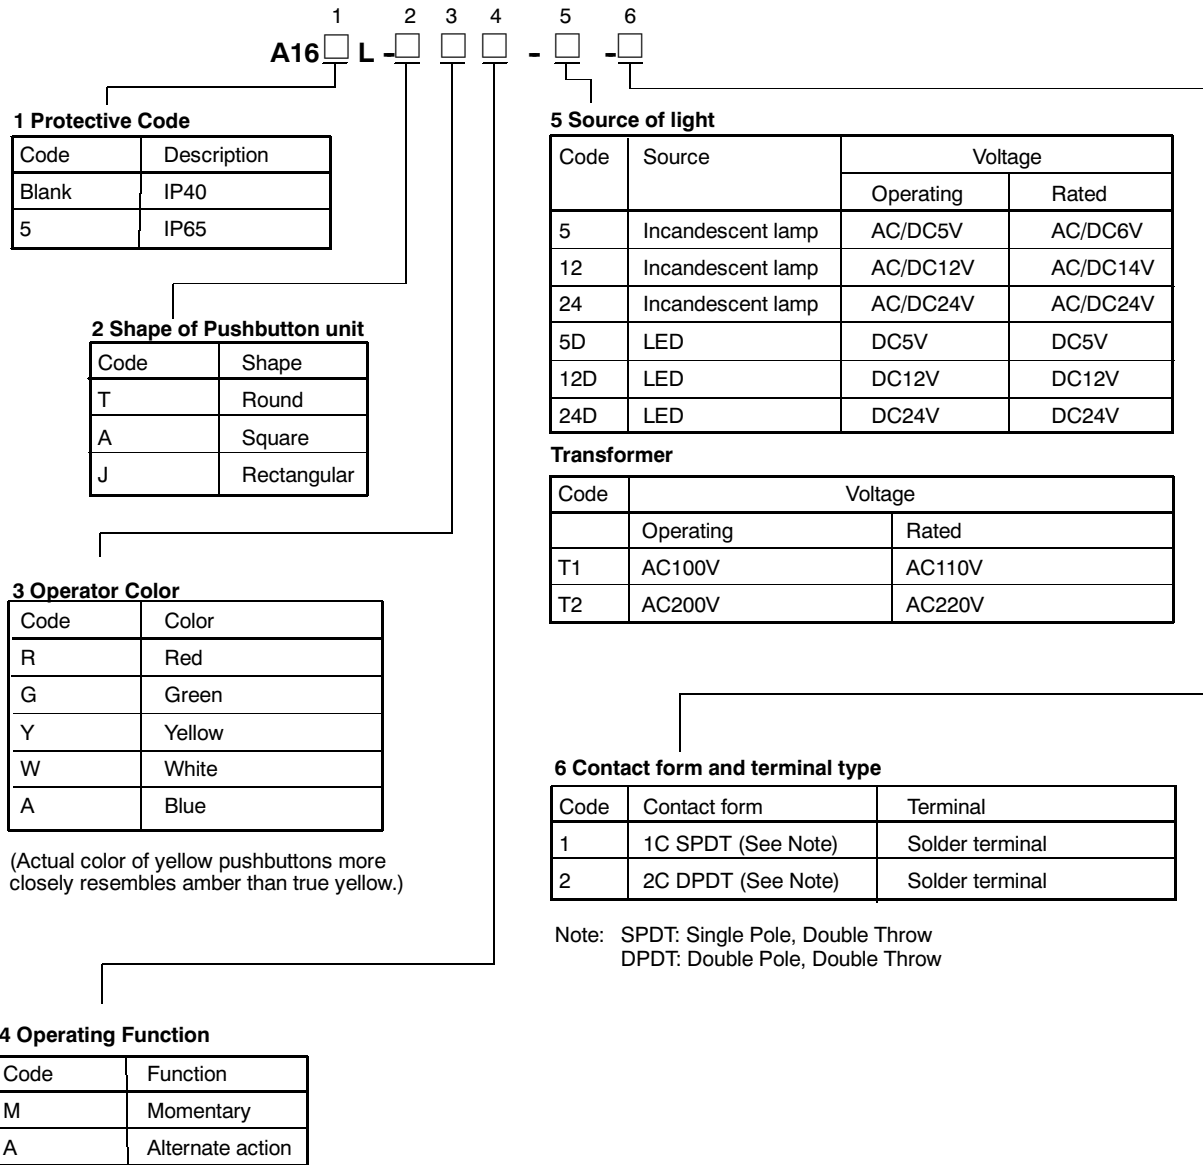 1 2 3 4 5 6
A16□ L -□ □ □ - □ -□
1 Protective Code
Code Description
Blank IP40
5 IP65
2 Shape of Pushbutton unit
Code Shape
T Round
A Square
J Rectangular
3 Operator Color
Code Color
R Red
G Green
Y Yellow
W White
A Blue
(Actual color of yellow pushbuttons more
closely resembles amber than true yellow.)
4 Operating Function
Code Function
M Momentary
A Alternate action
5 Source of light
Code Source Voltage
Operating Rated
5 Incandescent lamp AC/DC5V AC/DC6V
12 Incandescent lamp AC/DC12V AC/DC14V
24 Incandescent lamp AC/DC24V AC/DC24V
5D LED DC5V DC5V
12D LED DC12V DC12V
24D LED DC24V DC24V
Transformer
Code Voltage
Operating Rated
T1 AC100V AC110V
T2 AC200V AC220V
6 Contact form and terminal type
Code Contact form Terminal
1 1C SPDT (See Note) Solder terminal
2 2C DPDT (See Note) Solder terminal
Note: SPDT: Single Pole, Double Throw
DPDT: Double Pole, Double Throw